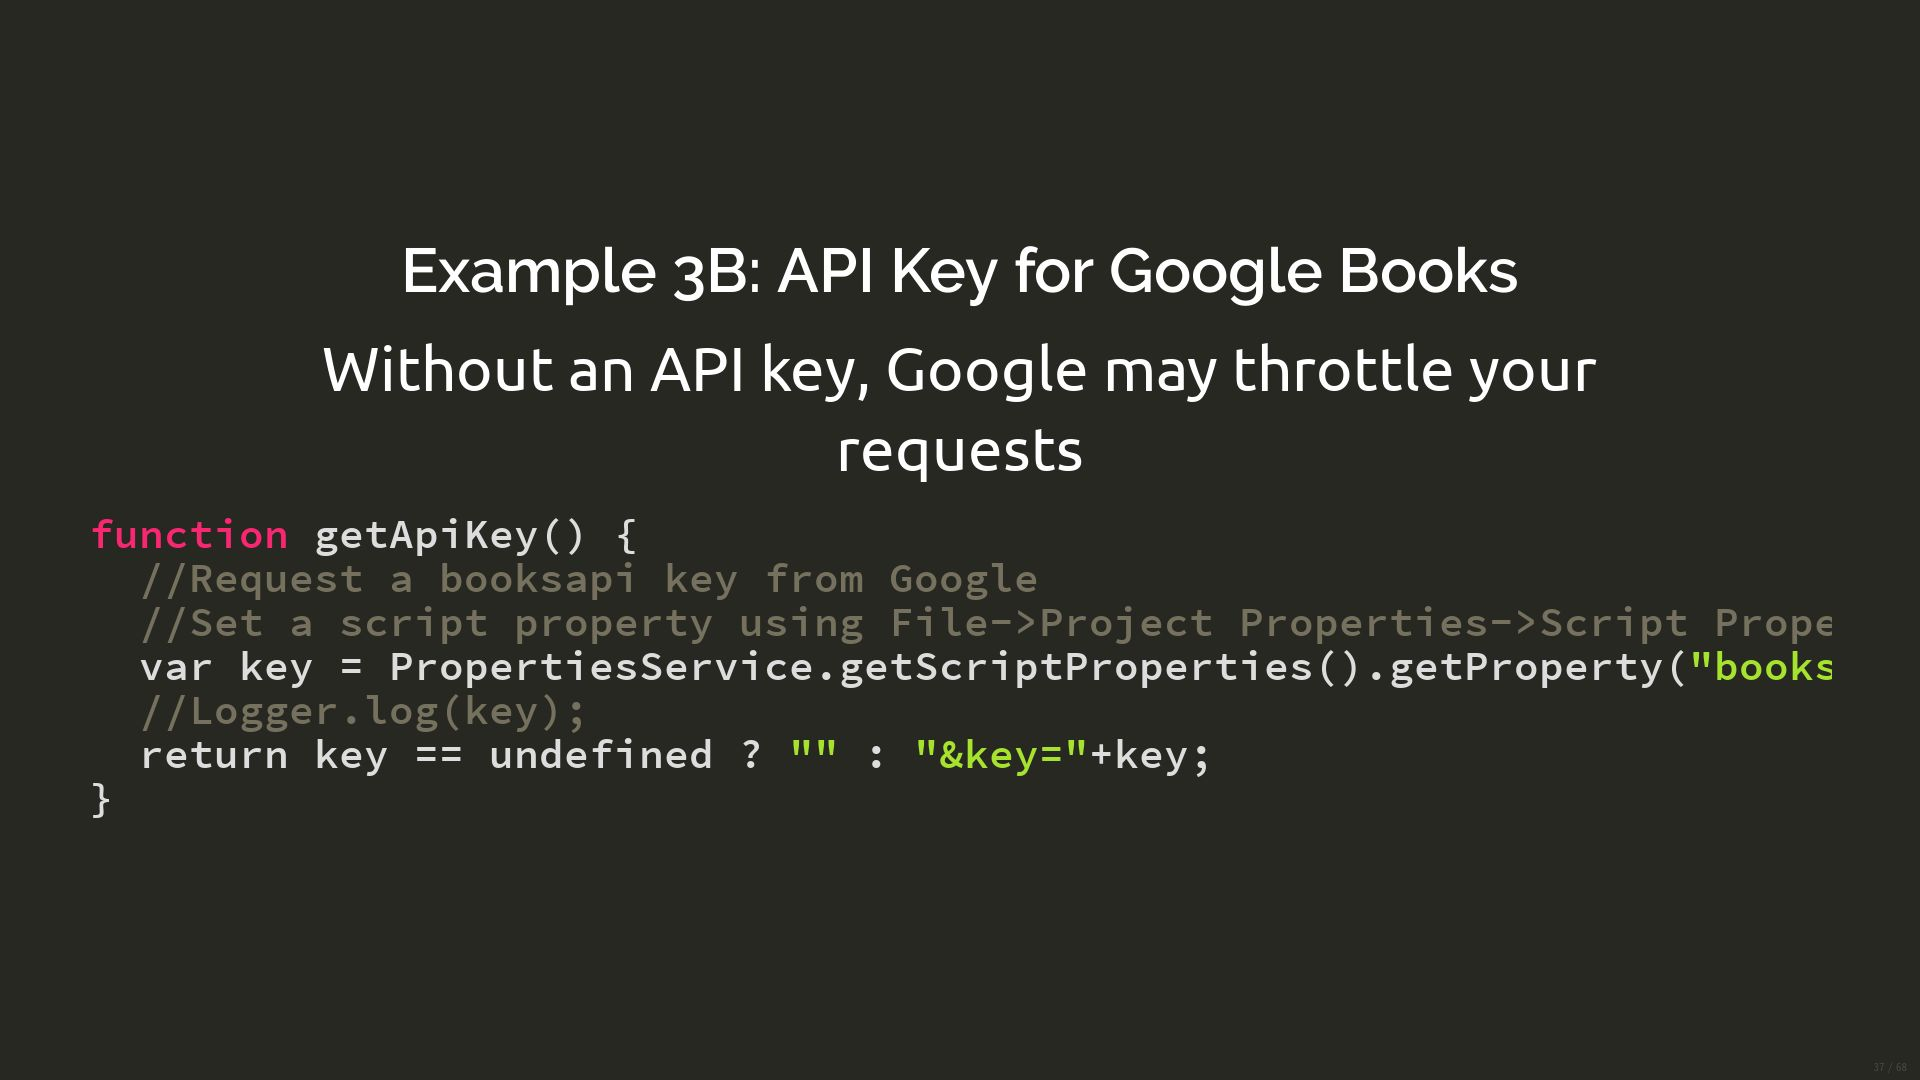 Example 3B: API Key for Google Books
Without an API key, Google may throttle your
requests
function getApiKey() {
  //Request a booksapi key from Google
  //Set a script property using File->Project Properties->Script Prope
  var key = PropertiesService.getScriptProperties().getProperty("books
  //Logger.log(key);
  return key == undefined ? "" : "&key="+key;
}
37 / 68